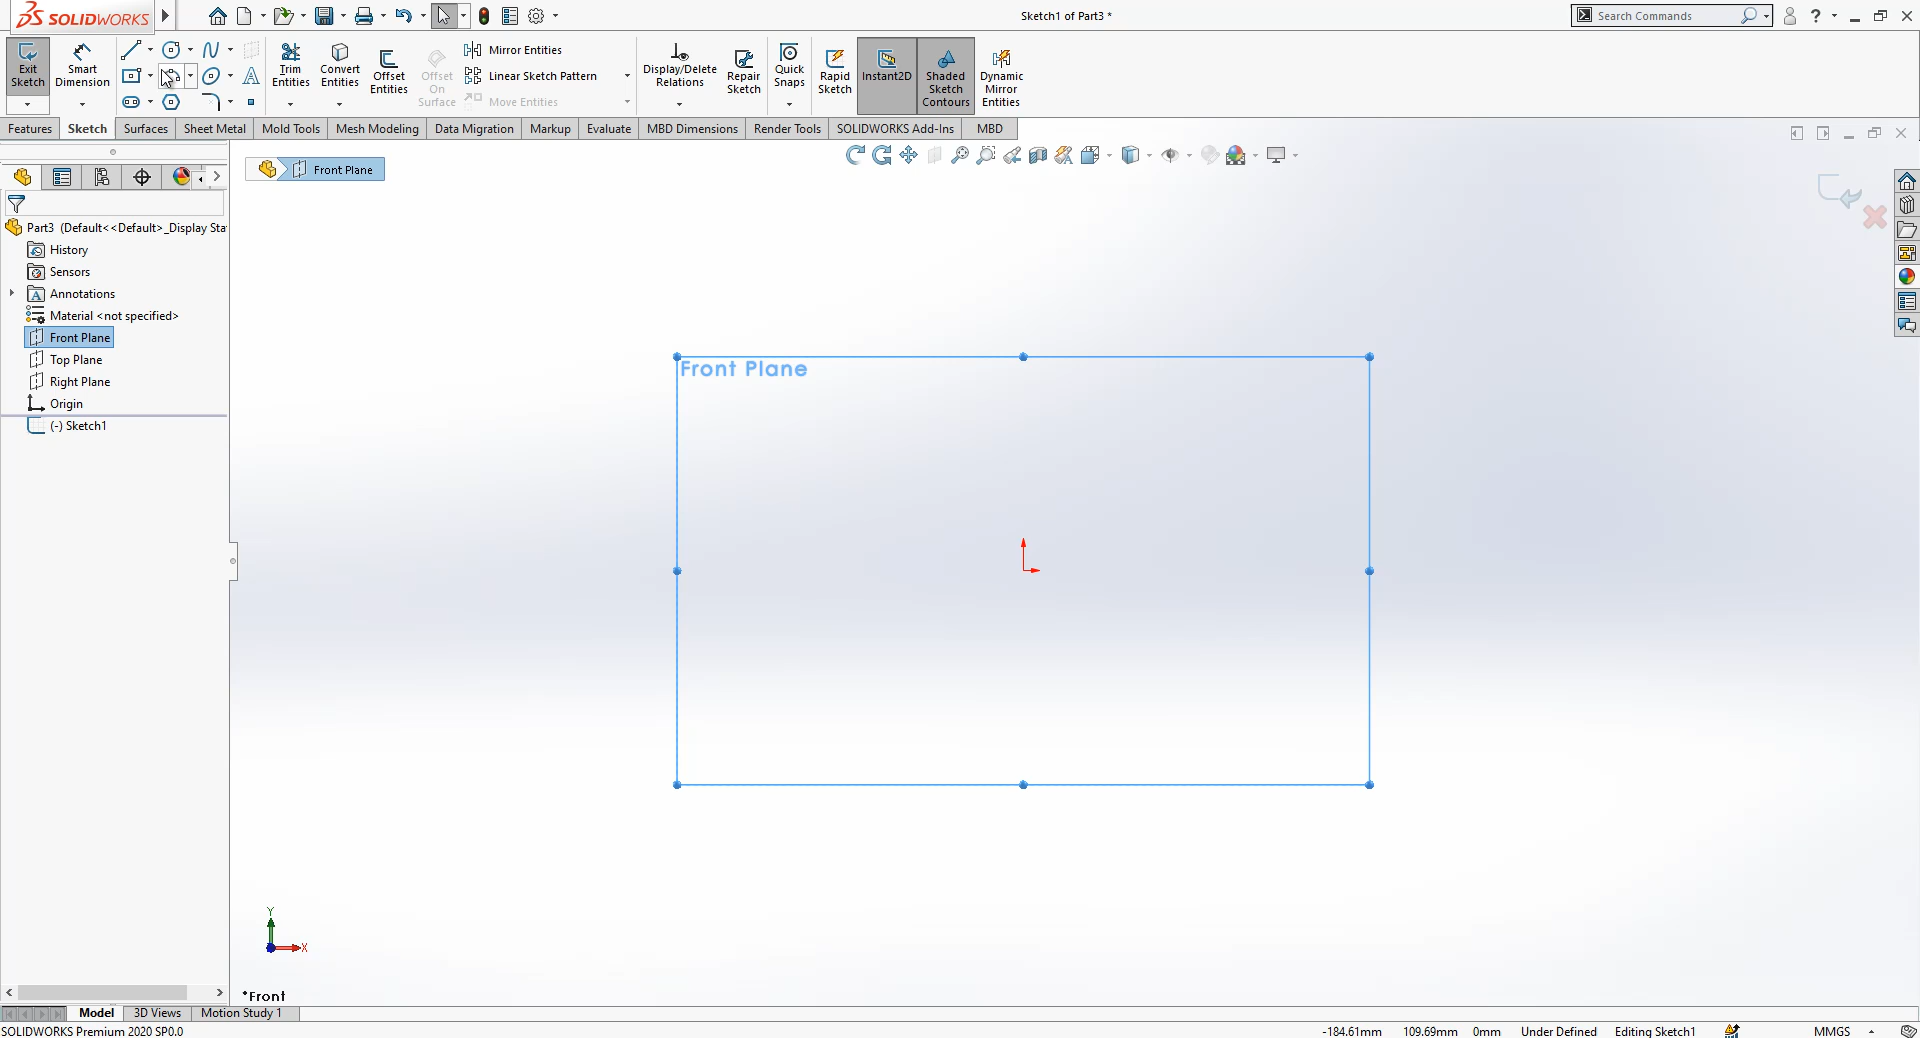 SOLIDWORKS
Sketch1 of Part3 *
Search Commands
Exit Sketch
Smart Dimension
Trim Entities
Convert Entities
Offset Entities
Offset On Surface
Mirror Entities
Linear Sketch Pattern
Move Entities
Display/Delete Relations
Repair Sketch
Quick Snaps
Rapid Sketch
Instant2D
Shaded Sketch Contours
Dynamic Mirror Entities
Features Sketch Surfaces Sheet Metal Mold Tools Mesh Modeling Data Migration Markup Evaluate MBD Dimensions Render Tools SOLIDWORKS Add-Ins MBD
Front Plane
Part3 (Default<<Default>_Display Sta
History
Sensors
Annotations
Material <not specified>
Front Plane
Top Plane
Right Plane
Origin
(-) Sketch1
Front Plane
Y
X
*Front
Model 3D Views Motion Study 1
SOLIDWORKS Premium 2020 SP0.0
-184.61mm 109.69mm 0mm Under Defined Editing Sketch1 MMGS